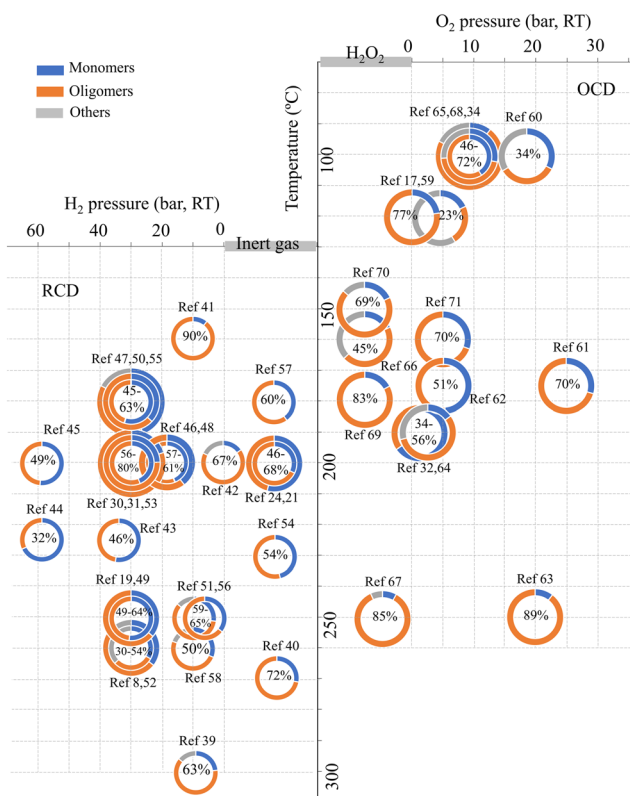 O2 pressure (bar, RT)
H2O2
0 10 20 30
Monomers
Oligomers
Others
OCD
Temperature (ºC)
Ref 65,68,34
Ref 60
46-
72%
34%
100
Ref 17,59
77%
23%
H2 pressure (bar, RT)
60 40 20 0
Inert gas
RCD
Ref 70
69%
Ref 41
Ref 71
150
90%
70%
45%
Ref 47,50,55
Ref 57
Ref 66
Ref 61
45-
63%
60%
83%
51%
70%
Ref 62
Ref 45
Ref 46,48
Ref 69
34-
56%
49%
56-
80%
57-
61%
67%
46-
68%
200
Ref 32,64
Ref 42
Ref 24,21
Ref 30,31,53
Ref 44
Ref 43
Ref 54
32%
46%
54%
Ref 19,49
Ref 51,56
Ref 67
Ref 63
49-64%
59-
65%
85%
89%
250
30-54%
50%
Ref 40
Ref 8,52
Ref 58
72%
Ref 39
63%
300